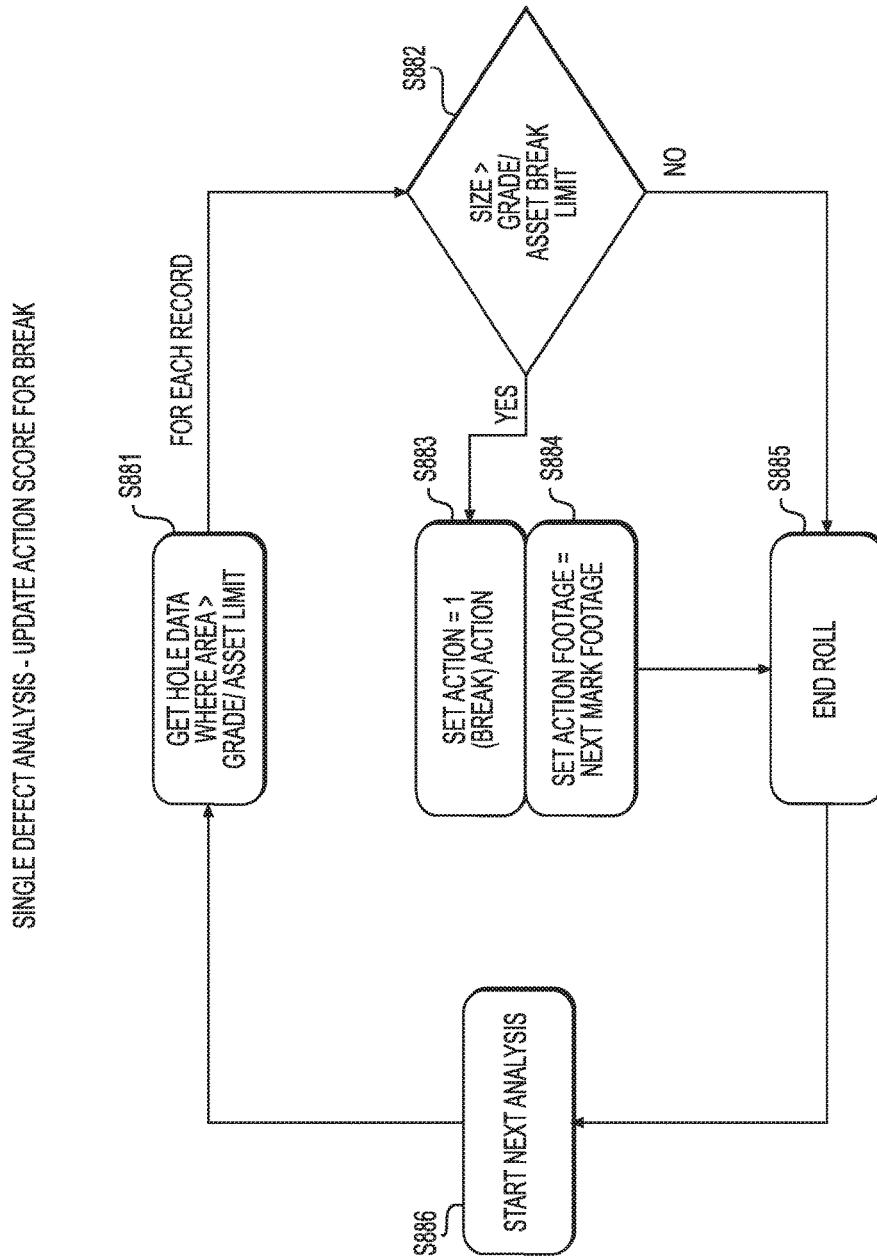 SINGLE DEFECT ANALYSIS - UPDATE ACTION SCORE FOR BREAK
S881
GET HOLE DATA
WHERE AREA >
GRADE/ ASSET LIMIT
FOR EACH RECORD
S882
SIZE >
GRADE/
ASSET BREAK
LIMIT
YES
NO
S883
SET ACTION = 1
(BREAK) ACTION
S884
SET ACTION FOOTAGE =
NEXT MARK FOOTAGE
S885
END ROLL
S886
START NEXT ANALYSIS